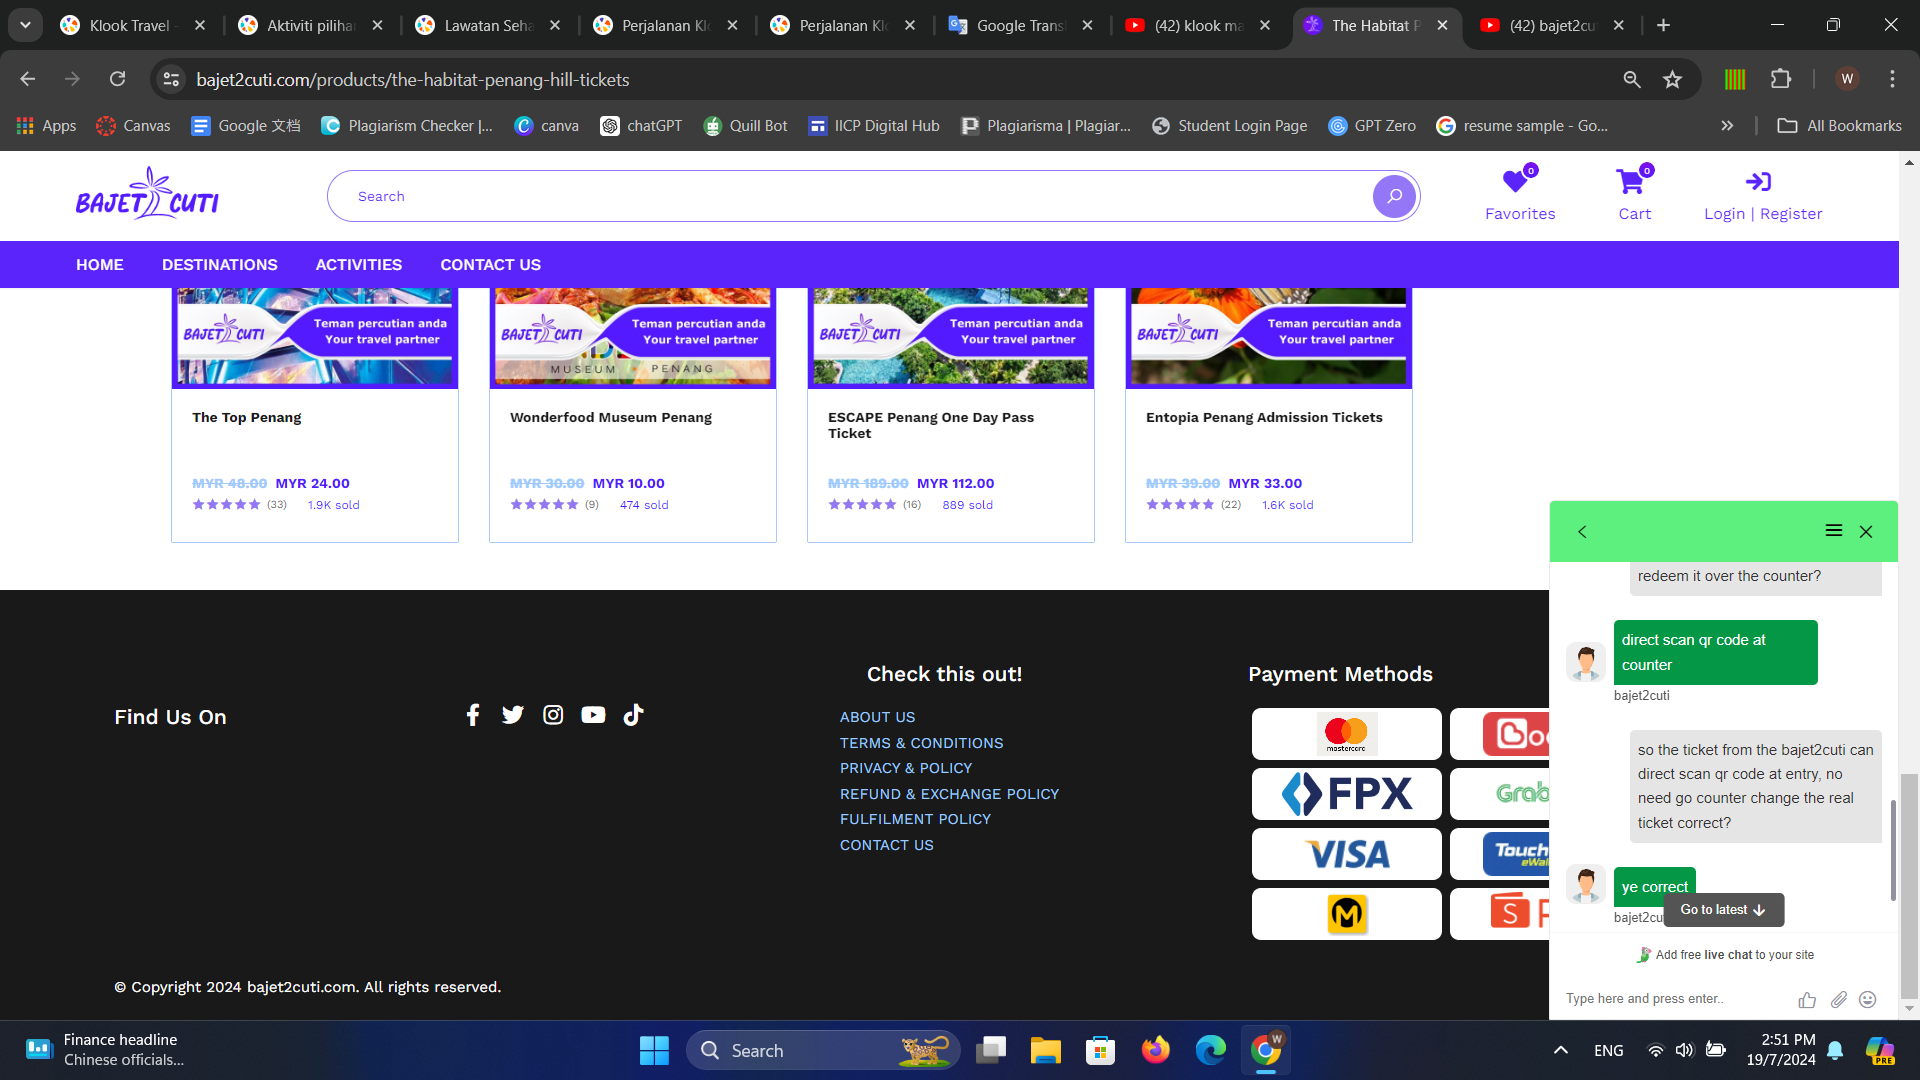 Klook Travel -
Aktiviti piliha
Lawatan Seha
Perjalanan Klo
Perjalanan Kl
Google Trans
(42) klook ma
The Habitat P
(42) bajet2cu
bajet2cuti.com/products/the-habitat-penang-hill-tickets
W
Apps
Canvas
Google 文档
Plagiarism Checker |...
canva
chatGPT
Quill Bot
IICP Digital Hub
Plagiarisma | Plagiar...
Student Login Page
GPT Zero
resume sample - Go...
All Bookmarks
BAJET CUTI
Search
0
Favorites
0
Cart
Login | Register
HOME
DESTINATIONS
ACTIVITIES
CONTACT US
BAJET CUTI
Teman percutian anda
Your travel partner
BAJET CUTI
Teman percutian anda
Your travel partner
MUSEUM PENANG
BAJET CUTI
Teman percutian anda
Your travel partner
BAJET CUTI
Teman percutian anda
Your travel partner
The Top Penang
MYR 48.00 MYR 24.00
(33) 1.9K sold
Wonderfood Museum Penang
MYR 30.00 MYR 10.00
(9) 474 sold
ESCAPE Penang One Day Pass
Ticket
MYR 189.00 MYR 112.00
(16) 889 sold
Entopia Penang Admission Tickets
MYR 39.00 MYR 33.00
(22) 1.6K sold
Find Us On
Check this out!
ABOUT US
TERMS & CONDITIONS
PRIVACY & POLICY
REFUND & EXCHANGE POLICY
FULFILMENT POLICY
CONTACT US
Payment Methods
mastercard
Boo
FPX
Grab
VISA
Touch
eWal
M
S
© Copyright 2024 bajet2cuti.com. All rights reserved.
redeem it over the counter?
direct scan qr code at
counter
bajet2cuti
so the ticket from the bajet2cuti can
direct scan qr code at entry, no
need go counter change the real
ticket correct?
ye correct
bajet2cu
Go to latest
Add free live chat to your site
Type here and press enter..
Finance headline
Chinese officials...
Search
W
ENG
2:51 PM
19/7/2024
PRE